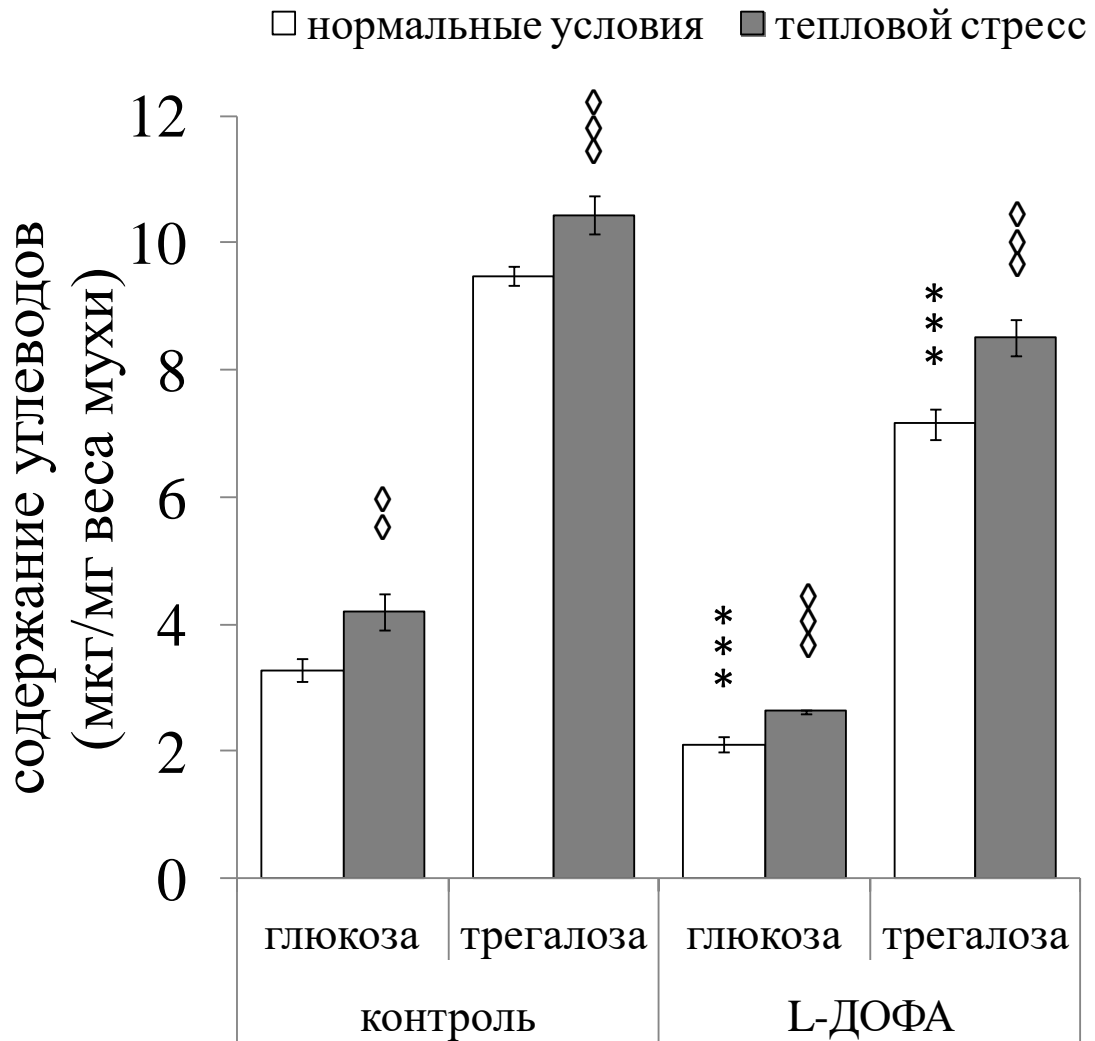 нормальные условия тепловой стресс
содержание углеводов
(мкг/мг веса мухи)
12
10
8
6
4
2
0
◊◊
◊◊◊
***
◊◊◊
***
◊◊◊
глюкоза трегалоза глюкоза трегалоза
контроль L-ДОФА